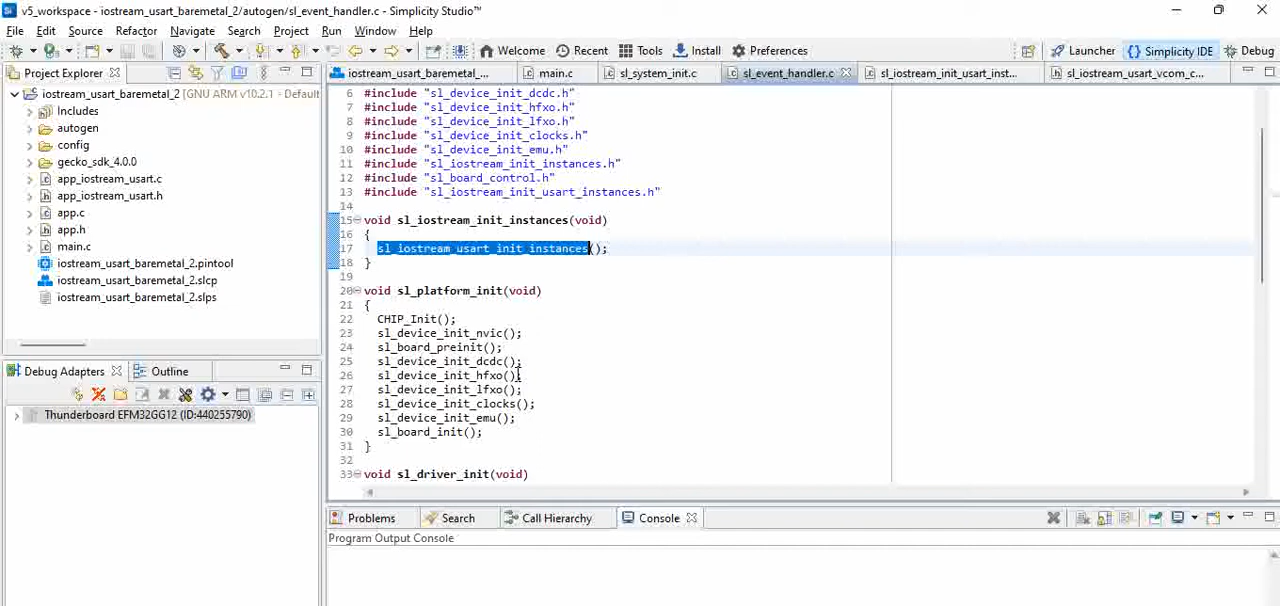 v5_workspace - iostream_usart_baremetal_2/autogen/sl_event_handler.c - Simplicity Studio™
File Edit Source Refactor Navigate Search Project Run Window Help
Welcome Recent Tools Install Preferences Launcher Simplicity IDE Debug
Project Explorer
iostream_usart_baremetal_2 [GNU ARM v10.2.1 - Default
Includes
autogen
config
gecko_sdk_4.0.0
app_iostream_usart.c
app_iostream_usart.h
app.c
app.h
main.c
iostream_usart_baremetal_2.pintool
iostream_usart_baremetal_2.slcp
iostream_usart_baremetal_2.slps
Debug Adapters Outline
Thunderboard EFM32GG12 (ID:440255790)
iostream_usart_baremetal_... main.c sl_system_init.c sl_event_handler.c sl_iostream_init_usart_inst... sl_iostream_usart_vcom_c...
6 #include "sl_device_init_dcdc.h"
7 #include "sl_device_init_hfxo.h"
8 #include "sl_device_init_lfxo.h"
9 #include "sl_device_init_clocks.h"
10 #include "sl_device_init_emu.h"
11 #include "sl_iostream_init_instances.h"
12 #include "sl_board_control.h"
13 #include "sl_iostream_init_usart_instances.h"
14
15 void sl_iostream_init_instances(void)
16 {
17 sl_iostream_usart_init_instances();
18 }
19
20 void sl_platform_init(void)
21 {
22 CHIP_Init();
23 sl_device_init_nvic();
24 sl_board_preinit();
25 sl_device_init_dcdc();
26 sl_device_init_hfxo();
27 sl_device_init_lfxo();
28 sl_device_init_clocks();
29 sl_device_init_emu();
30 sl_board_init();
31 }
32
33 void sl_driver_init(void)
Problems Search Call Hierarchy Console
Program Output Console